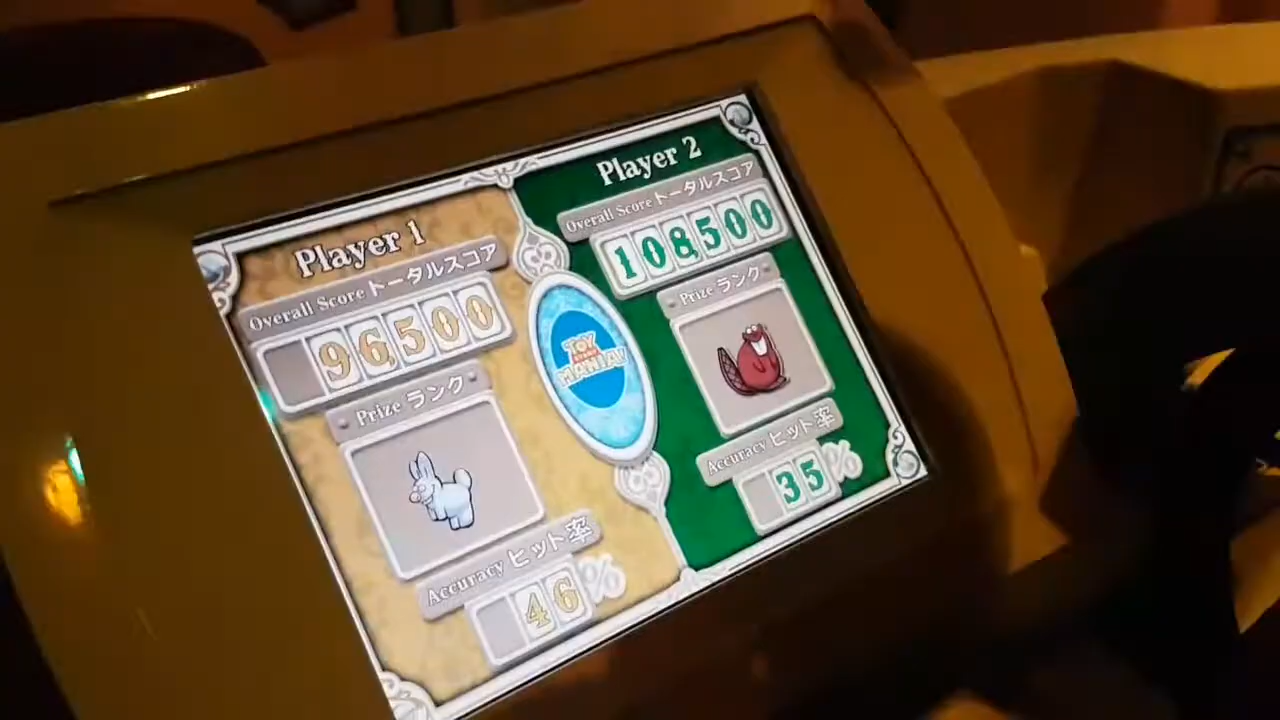 Player 1
Overall Score トータルスコア
96,500
Prize ランク
Accuracy ヒット率
46%
TOY
STORY
MANIA!
Player 2
Overall Score トータルスコア
108,500
Prize ランク
Accuracy ヒット率
35%